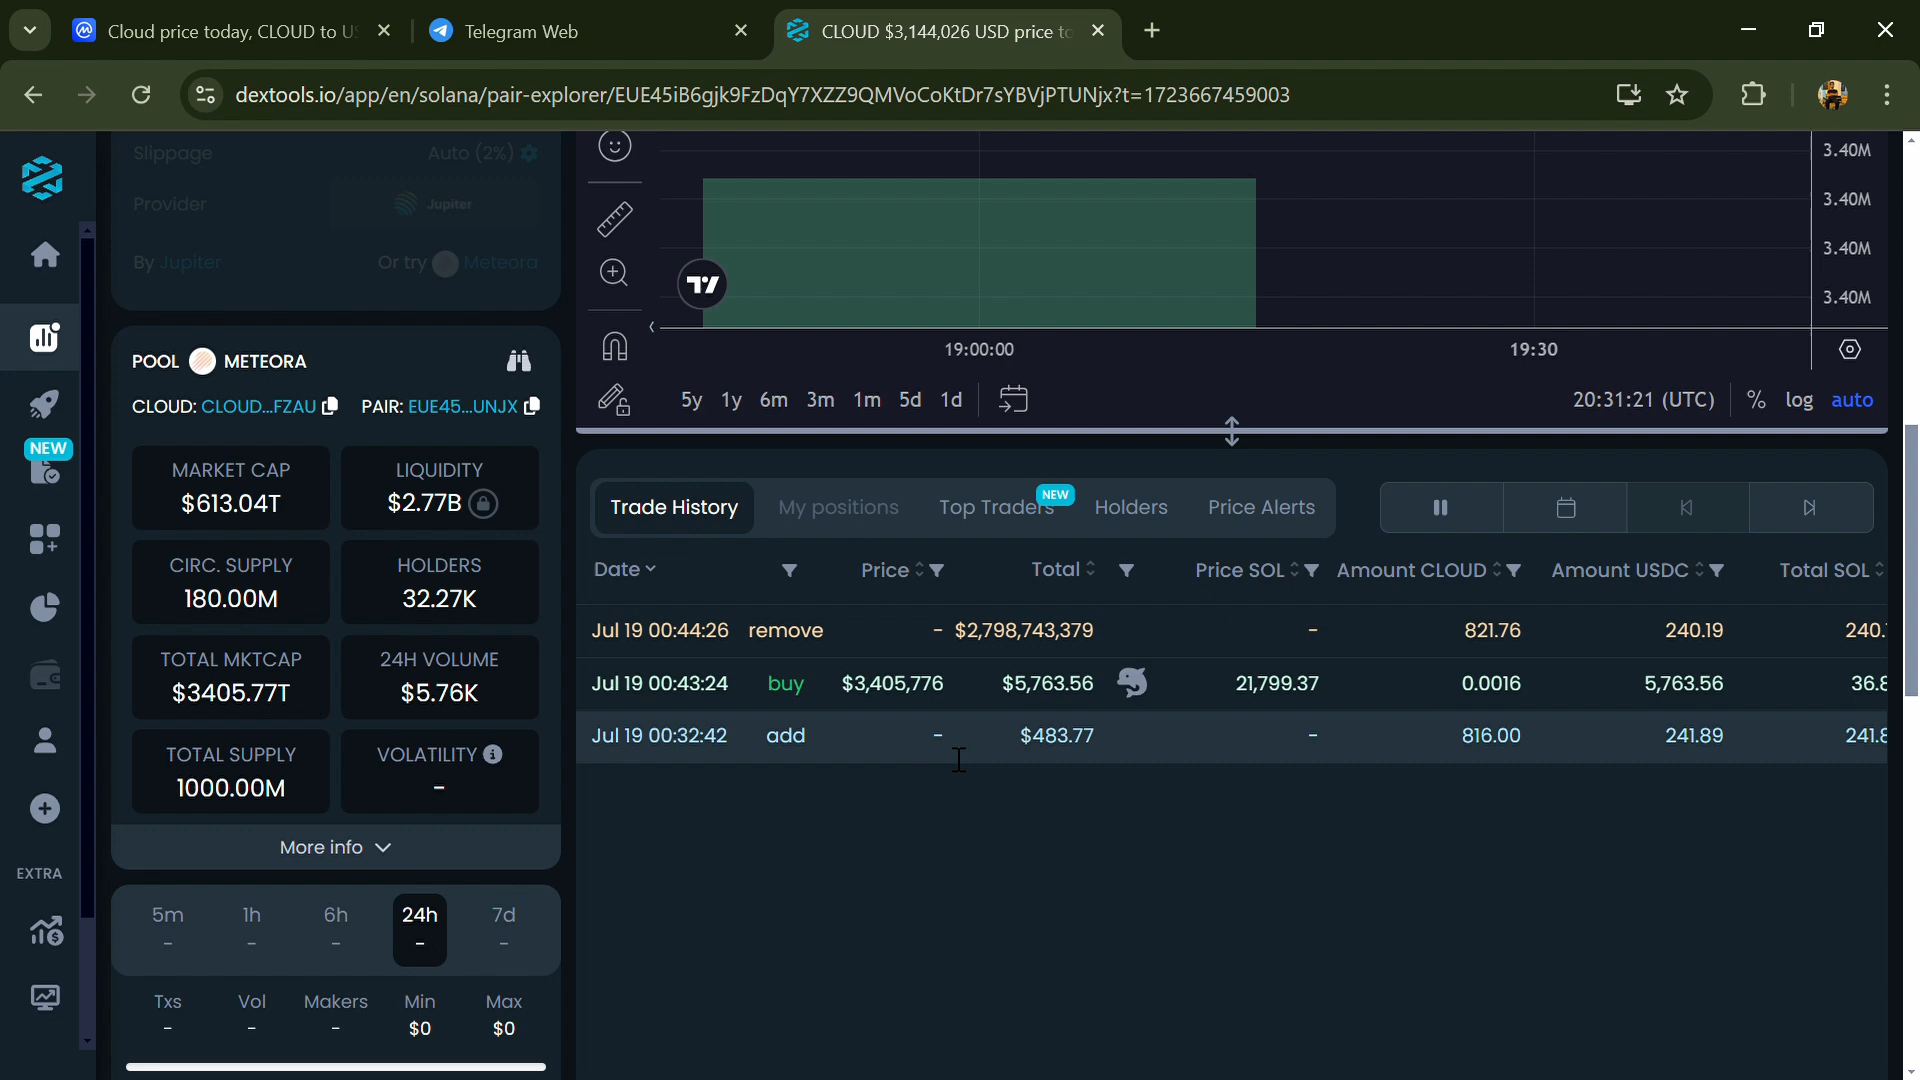 Cloud price today, CLOUD to US
Telegram Web
CLOUD $3,144,026 USD price to
dextools.io/app/en/solana/pair-explorer/EUE45iB6gjk9FzDqY7XZZ9QMVoCoKtDr7sYBVjPTUNjx?t=1723667459003
Slippage Auto (2%)
Provider Jupiter
By Jupiter Or try Meteora
POOL METEORA
CLOUD: CLOUD...FZAU PAIR: EUE45...UNJX
MARKET CAP LIQUIDITY
$613.04T $2.77B
CIRC. SUPPLY HOLDERS
180.00M 32.27K
TOTAL MKTCAP 24H VOLUME
$3405.77T $5.76K
TOTAL SUPPLY VOLATILITY
1000.00M -
More info
5m 1h 6h 24h 7d
- - - - -
Txs Vol Makers Min Max
- - - $0 $0
NEW
EXTRA
3.40M
3.40M
3.40M
3.40M
19:00:00 19:30
5y 1y 6m 3m 1m 5d 1d 20:31:21 (UTC) % log auto
Trade History My positions Top Traders NEW Holders Price Alerts
Date Price Total Price SOL Amount CLOUD Amount USDC Total SOL
Jul 19 00:44:26 remove - $2,798,743,379 - 821.76 240.19 240.
Jul 19 00:43:24 buy $3,405,776 $5,763.56 21,799.37 0.0016 5,763.56 36.8
Jul 19 00:32:42 add - $483.77 - 816.00 241.89 241.8